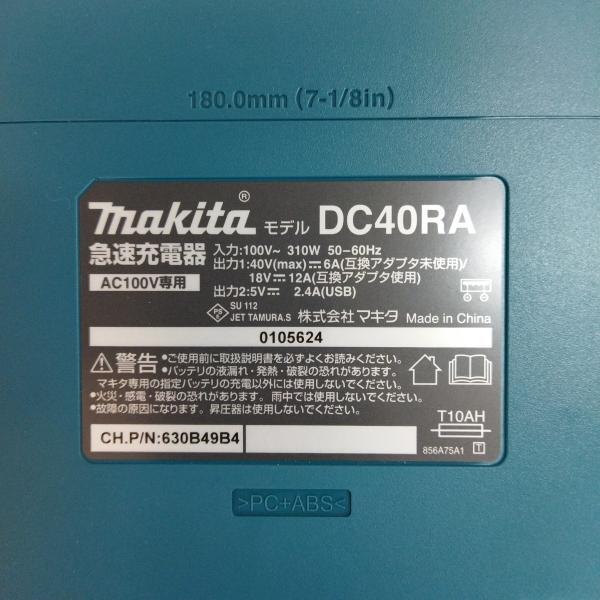 180.0mm (7-1/8in)
makita® モデル DC40RA
急速充電器
AC100V専用
入力:100V~ 310W 50-60Hz
出力1:40V(max)⎓6A(互換アダプタ未使用)/
18V⎓12A(互換アダプタ使用)
出力2:5V⎓ 2.4A(USB)
PS E
SU 112
JET TAMURA.S 株式会社マキタ Made in China
0105624
⚠警告
●ご使用前に取扱説明書を必ずよくお読みください。
●バッテリの液漏れ・発熱・破裂の恐れがあります。
マキタ専用の指定バッテリの充電以外には使用しないでください。
●火災・感電・破裂の恐れがあります。雨中では使用しないでください。
●故障の原因になります。昇圧器は使用しないでください。
T10AH
CH.P/N:630B49B4
856A75A1 T
>PC+ABS<